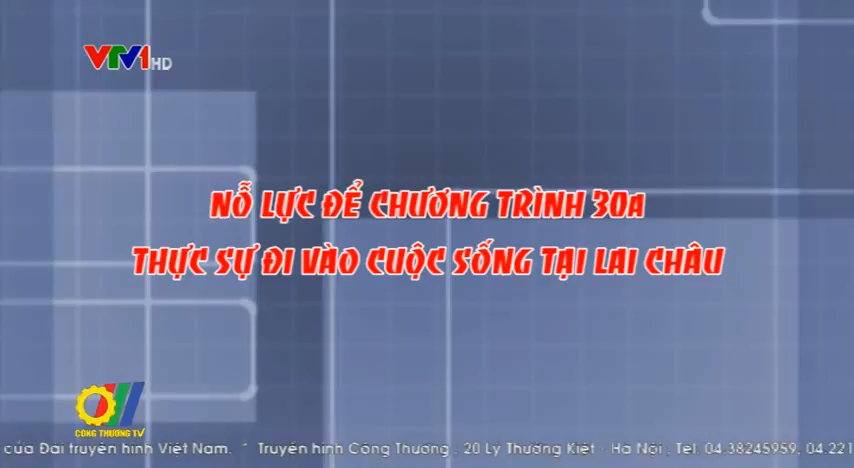 VTV1 HD
NỖ LỰC ĐỂ CHƯƠNG TRÌNH 30A
THỰC SỰ ĐI VÀO CUỘC SỐNG TẠI LAI CHÂU
CÔNG THƯƠNG TV
của Đài truyền hình Việt Nam. * Truyền hình Công Thương : 20 Lý Thường Kiệt - Hà Nội ; Tel: 04.38245959, 04.221